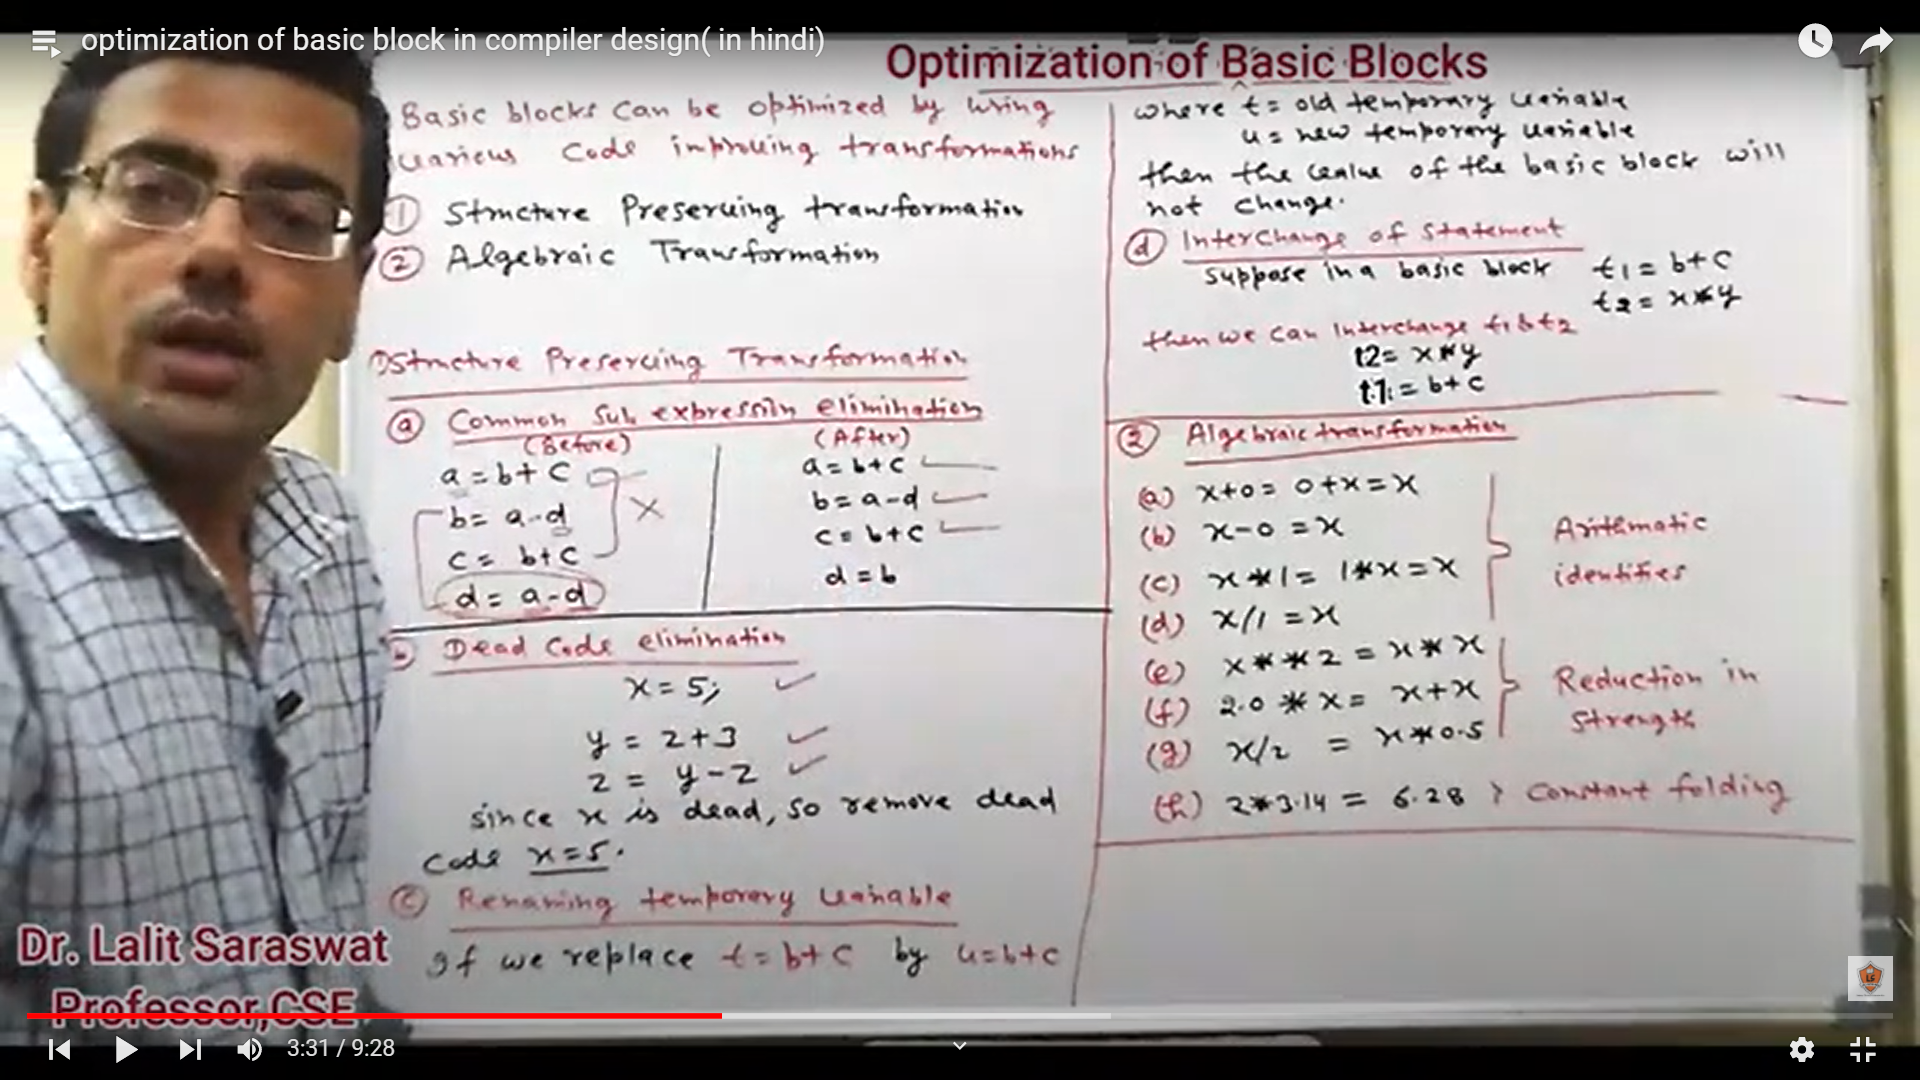 optimization of basic block in compiler design( in hindi)
Optimization of Basic Blocks
Basic blocks can be optimized by using
various code improving transformations
① Structure Preserving transformation
② Algebraic Transformation
① Structure Preserving Transformation
ⓐ Common Sub expression elimination
(Before)
a = b + c
b = a - d
c = b + c
d = a - d
X
(After)
a = b + c
b = a - d
c = b + c
d = b
b Dead Code elimination
x = 5;
y = 2 + 3
z = y - z
since x is dead, so remove dead
code x = 5.
ⓒ Renaming temporary variable
If we replace t = b + c by u = b + c
where t = old temporary variable
u = new temporary variable
then the value of the basic block will
not change.
ⓓ Interchange of Statement
suppose in a basic block
t1 = b + c
t2 = x * y
then we can interchange t1 & t2
t2 = x * y
t1 = b + c
② Algebraic transformation
(a) x + 0 = 0 + x = x
(b) x - 0 = x
(c) x * 1 = 1 * x = x
(d) x / 1 = x
Arithmatic
identities
(e) x * * 2 = x * x
(f) 2.0 * x = x + x
(g) x / 2 = x * 0.5
Reduction in
strength
(h) 2 * 3.14 = 6.28 } Constant folding
Dr. Lalit Saraswat
Professor,CSE
3:31 / 9:28